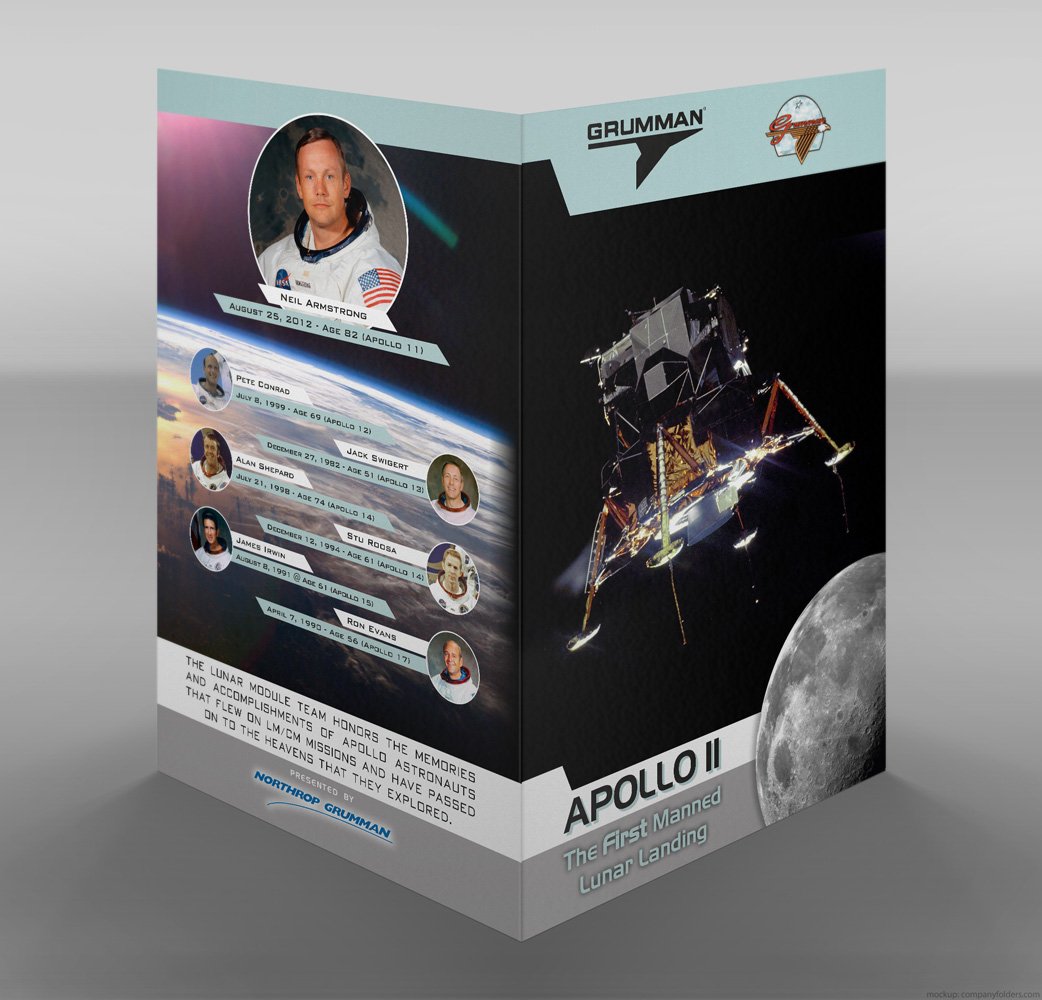 NEIL ARMSTRONG
AUGUST 25, 2012 - AGE 82 (APOLLO 11)
PETE CONRAD
JULY 8, 1999 - AGE 69 (APOLLO 12)
JACK SWIGERT
DECEMBER 27, 1982 - AGE 51 (APOLLO 13)
ALAN SHEPARD
JULY 21, 1998 - AGE 74 (APOLLO 14)
STU ROOSA
DECEMBER 12, 1994 - AGE 61 (APOLLO 14)
JAMES IRWIN
AUGUST 8, 1991 @ AGE 61 (APOLLO 15)
RON EVANS
APRIL 7, 1990 - AGE 56 (APOLLO 17)
THE LUNAR MODULE TEAM HONORS THE MEMORIES
AND ACCOMPLISHMENTS OF APOLLO ASTRONAUTS
THAT FLEW ON LM/CM MISSIONS AND HAVE PASSED
ON TO THE HEAVENS THAT THEY EXPLORED.
PRESENTED BY
NORTHROP GRUMMAN
GRUMMAN
Grumman
APOLLO II
The First Manned
Lunar Landing
mockup: companyfolders.com